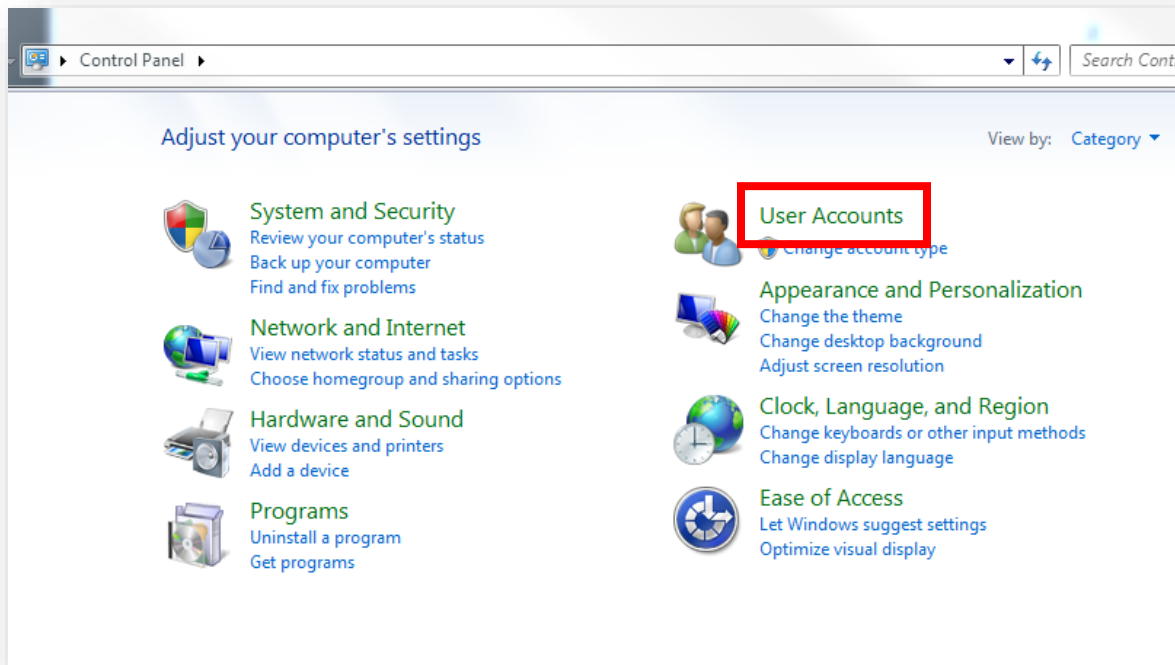 Control Panel
Search Cont
Adjust your computer's settings
View by: Category
System and Security
Review your computer's status
Back up your computer
Find and fix problems
Network and Internet
View network status and tasks
Choose homegroup and sharing options
Hardware and Sound
View devices and printers
Add a device
Programs
Uninstall a program
Get programs
User Accounts
Change account type
Appearance and Personalization
Change the theme
Change desktop background
Adjust screen resolution
Clock, Language, and Region
Change keyboards or other input methods
Change display language
Ease of Access
Let Windows suggest settings
Optimize visual display